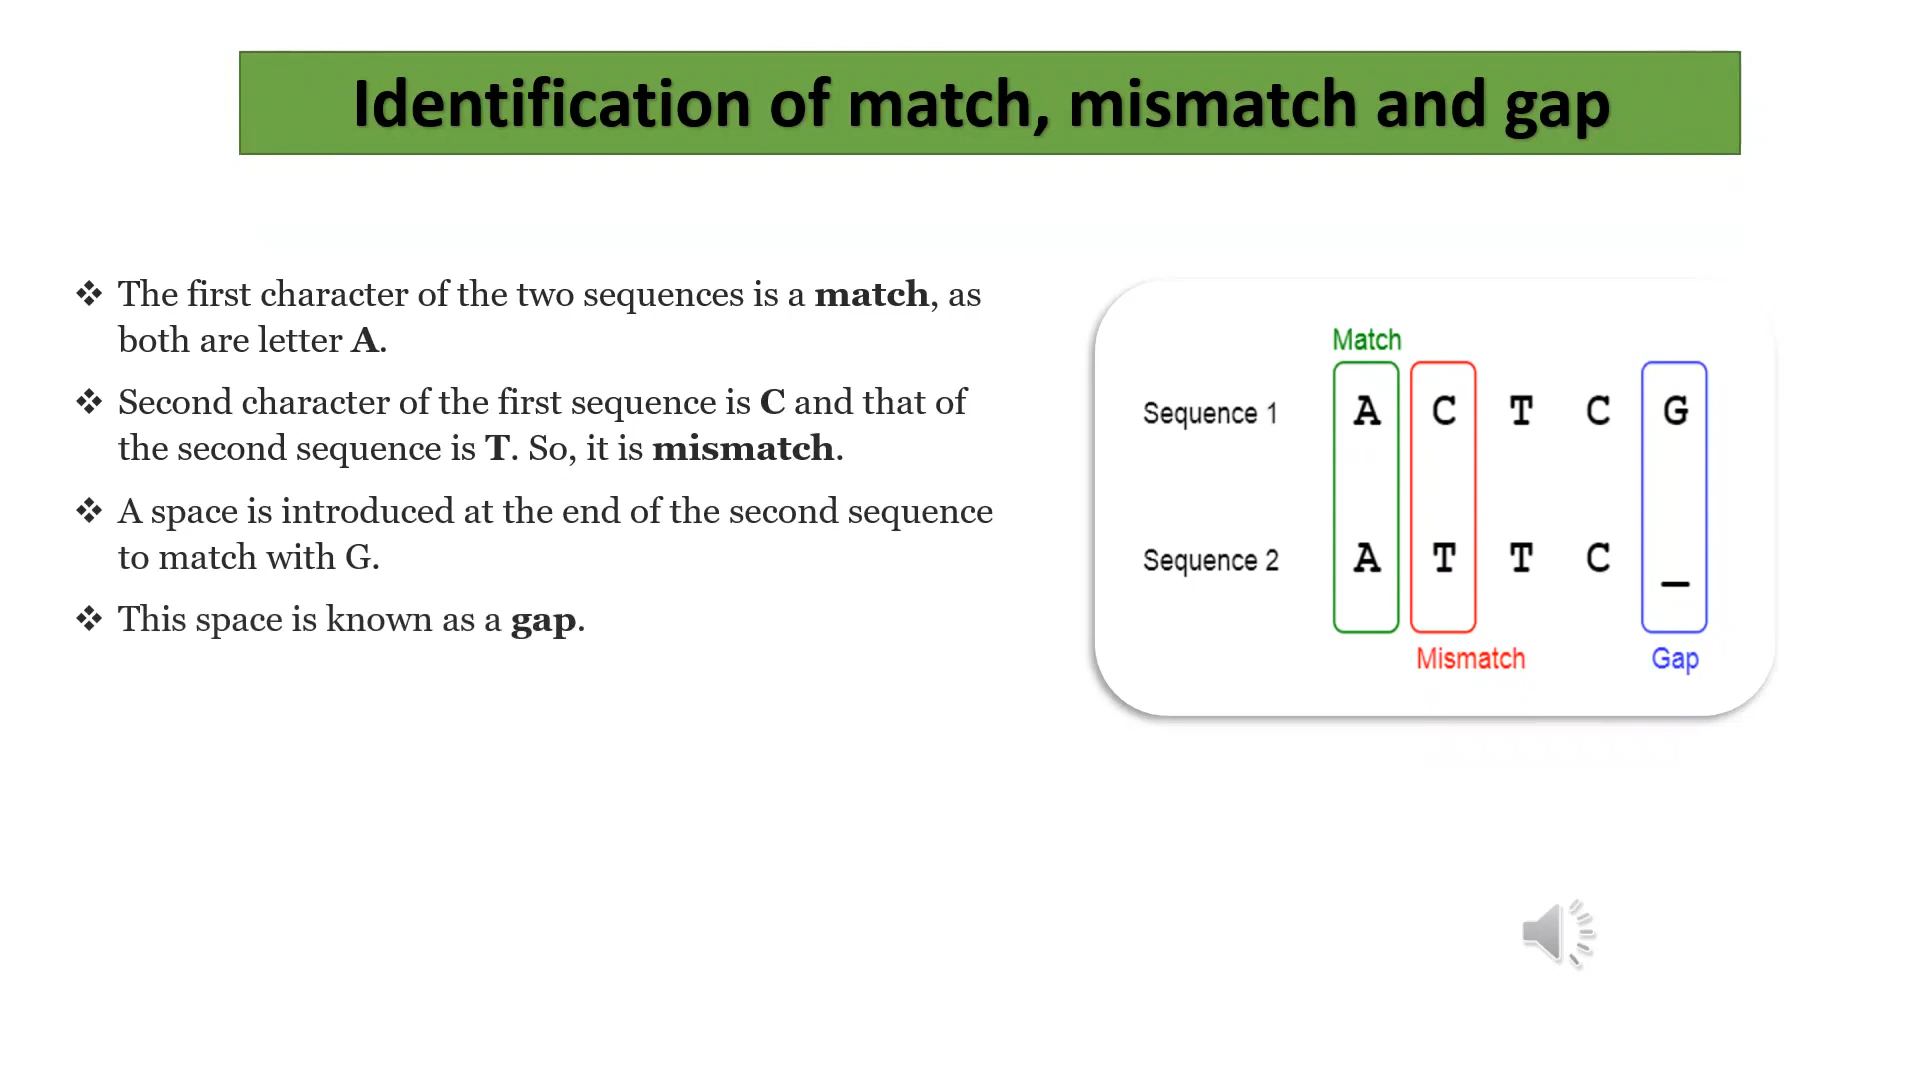 Identification of match, mismatch and gap
❖ The first character of the two sequences is a match, as
both are letter A.
❖ Second character of the first sequence is C and that of
the second sequence is T. So, it is mismatch.
❖ A space is introduced at the end of the second sequence
to match with G.
❖ This space is known as a gap.
Match
Sequence 1 A C T C G
Sequence 2 A T T C _
Mismatch Gap